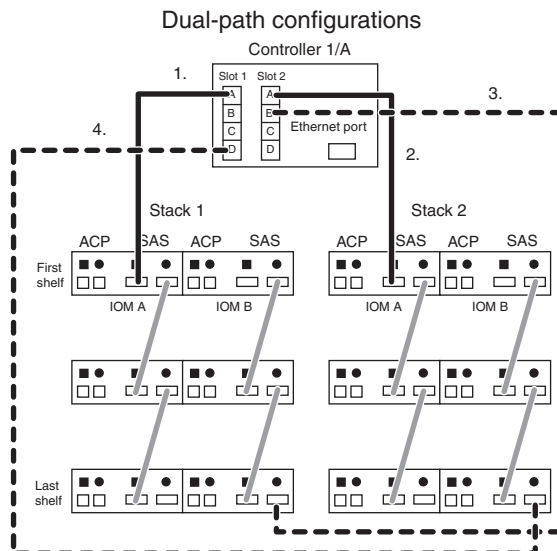 Dual-path configurations
Controller 1/A
1.
Slot 1 Slot 2
3.
A A
B B
4.
C C Ethernet port
D D
2.
Stack 1 Stack 2
ACP SAS ACP SAS ACP SAS ACP SAS
First
shelf
IOM A IOM B IOM A IOM B
Last
shelf